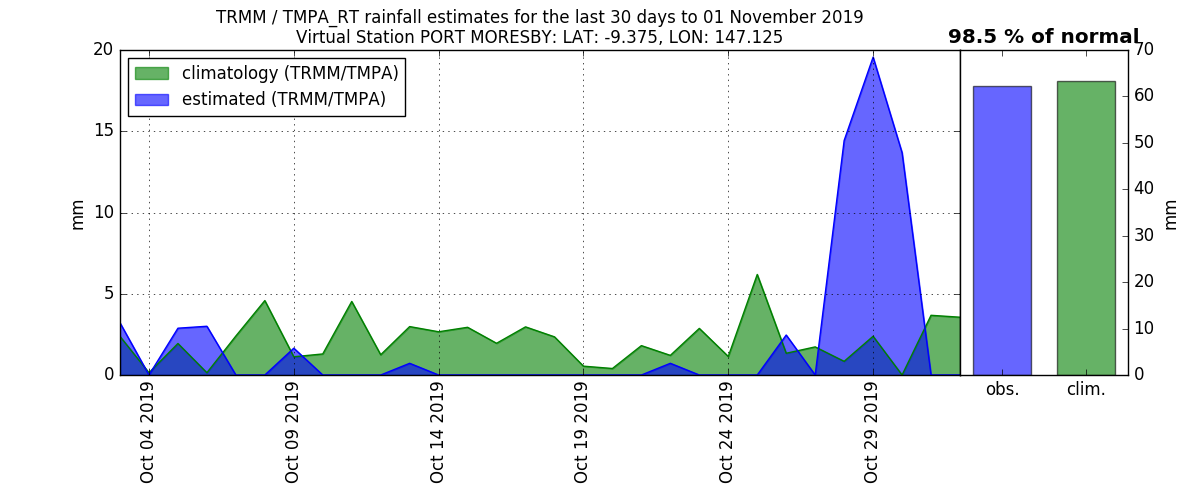 TRMM / TMPA_RT rainfall estimates for the last 30 days to 01 November 2019
Virtual Station PORT MORESBY: LAT: -9.375, LON: 147.125
98.5 % of normal
climatology (TRMM/TMPA)
estimated (TRMM/TMPA)
20
15
10
5
0
mm
Oct 04 2019
Oct 09 2019
Oct 14 2019
Oct 19 2019
Oct 24 2019
Oct 29 2019
obs.
clim.
70
60
50
40
30
20
10
0
mm